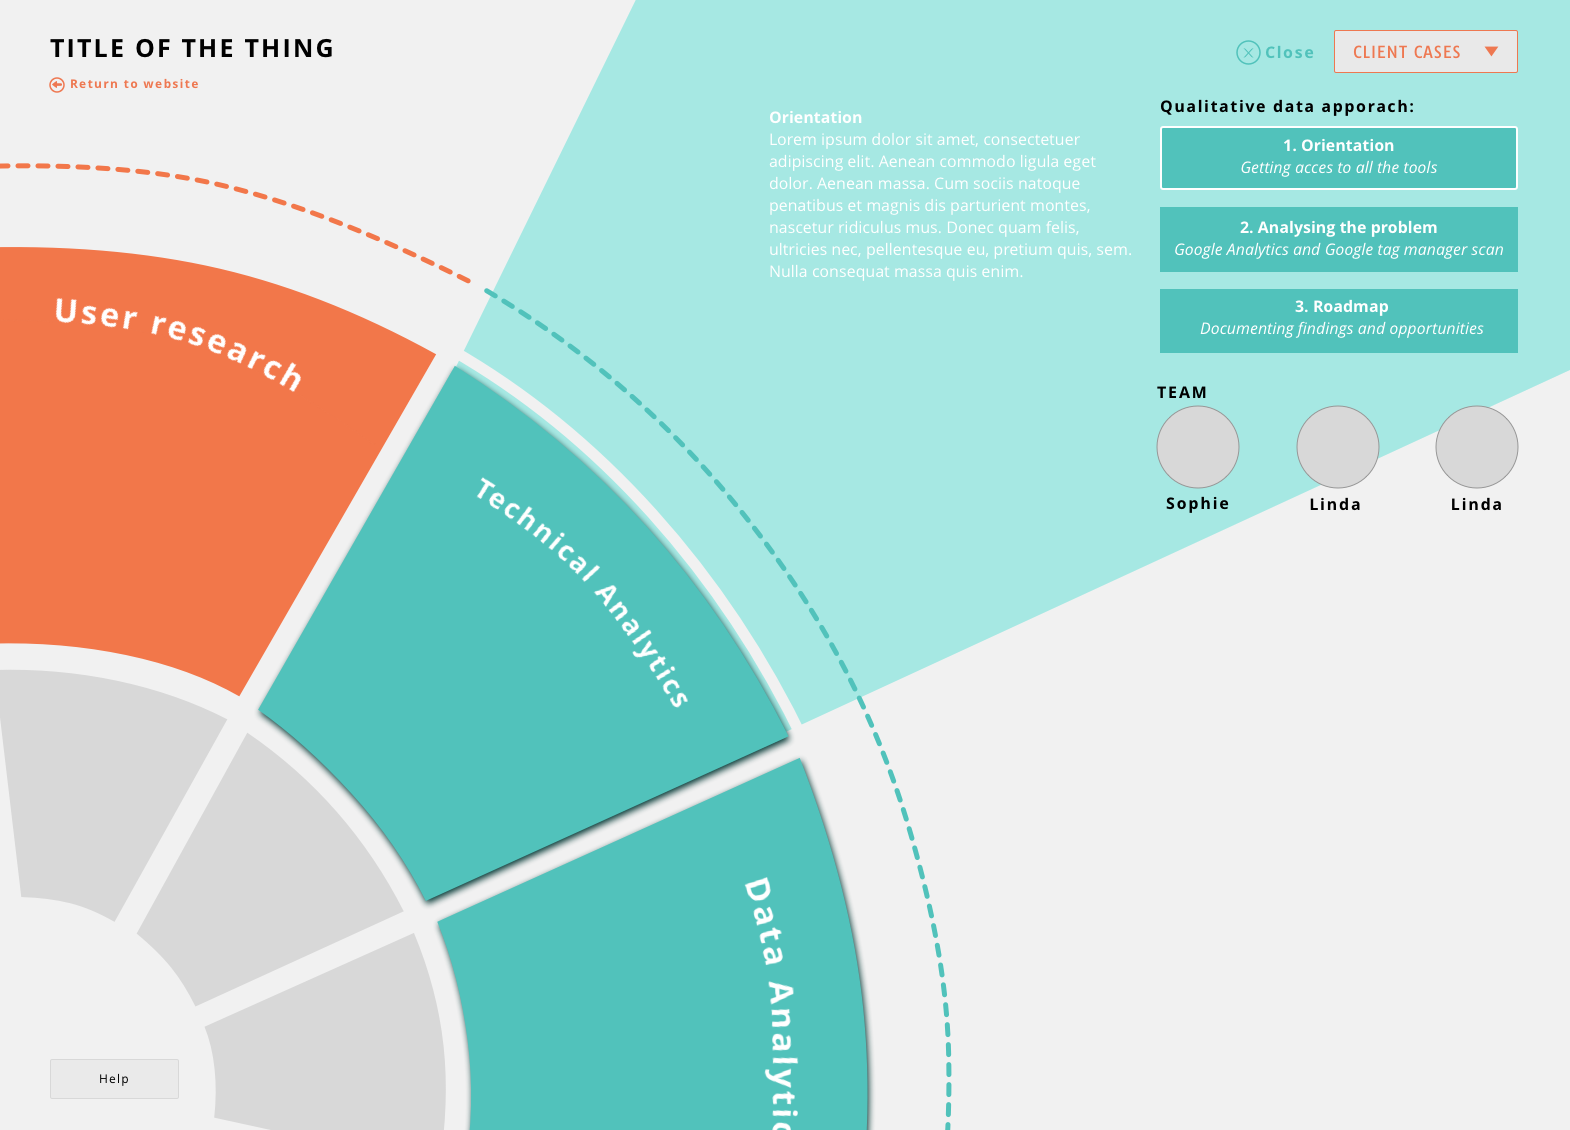 TITLE OF THE THING
Return to website
Close
CLIENT CASES
Orientation
Lorem ipsum dolor sit amet, consectetuer
adipiscing elit. Aenean commodo ligula eget
dolor. Aenean massa. Cum sociis natoque
penatibus et magnis dis parturient montes,
nascetur ridiculus mus. Donec quam felis,
ultricies nec, pellentesque eu, pretium quis, sem.
Nulla consequat massa quis enim.
Qualitative data apporach:
1. Orientation
Getting acces to all the tools
2. Analysing the problem
Google Analytics and Google tag manager scan
3. Roadmap
Documenting findings and opportunities
TEAM
Sophie
Linda
Linda
User research
Technical Analytics
Data Analytic
Help